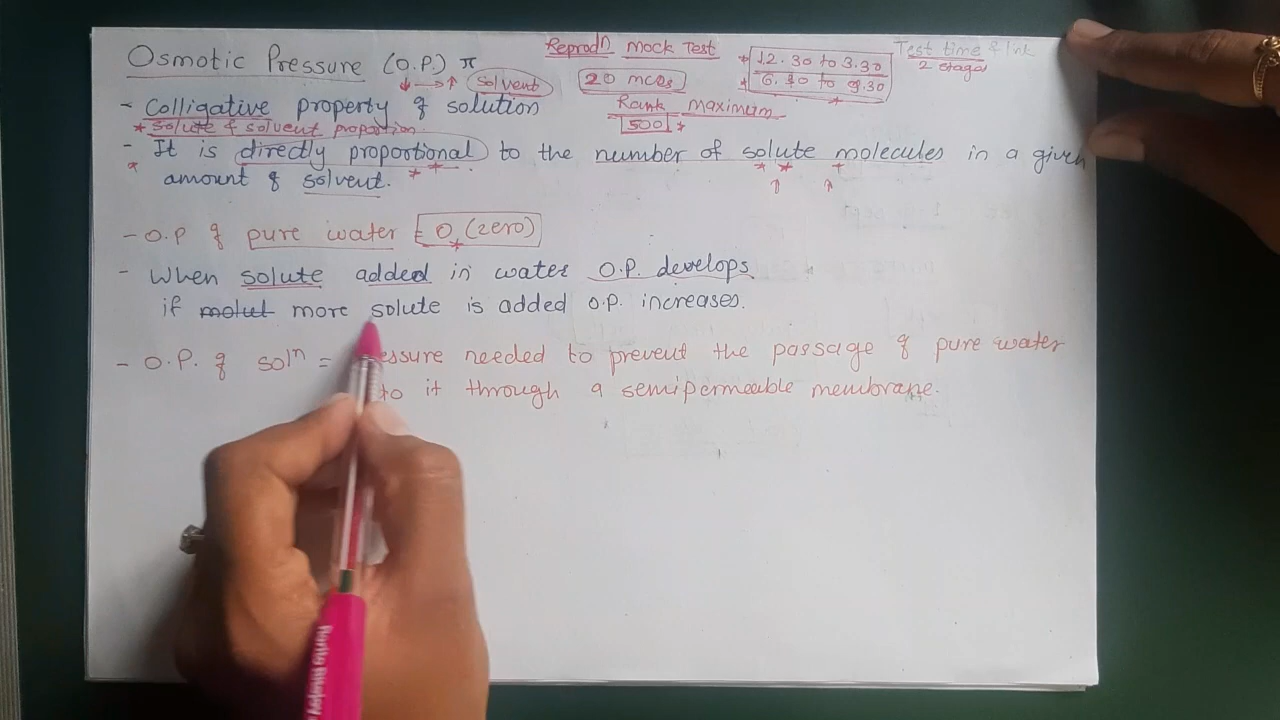 Reprodn Mock Test
Osmotic Pressure (O.P) π
12.30 to 3.30
Test time & link
2 stages
solvent
20 MCQs
6.10 to 9.30
- Colligative property of solution
Rank maximum
* solute & solvent proportion
500
- It is directly proportional to the number of solute molecules in a given
amount of solvent.
- O.P of pure water = 0 (zero)
- When solute added in water O.P. develops
if more solute is added O.P. increases.
- O.P. of soln = essure needed to prevent the passage of pure water
to it through a semipermeable membrane.